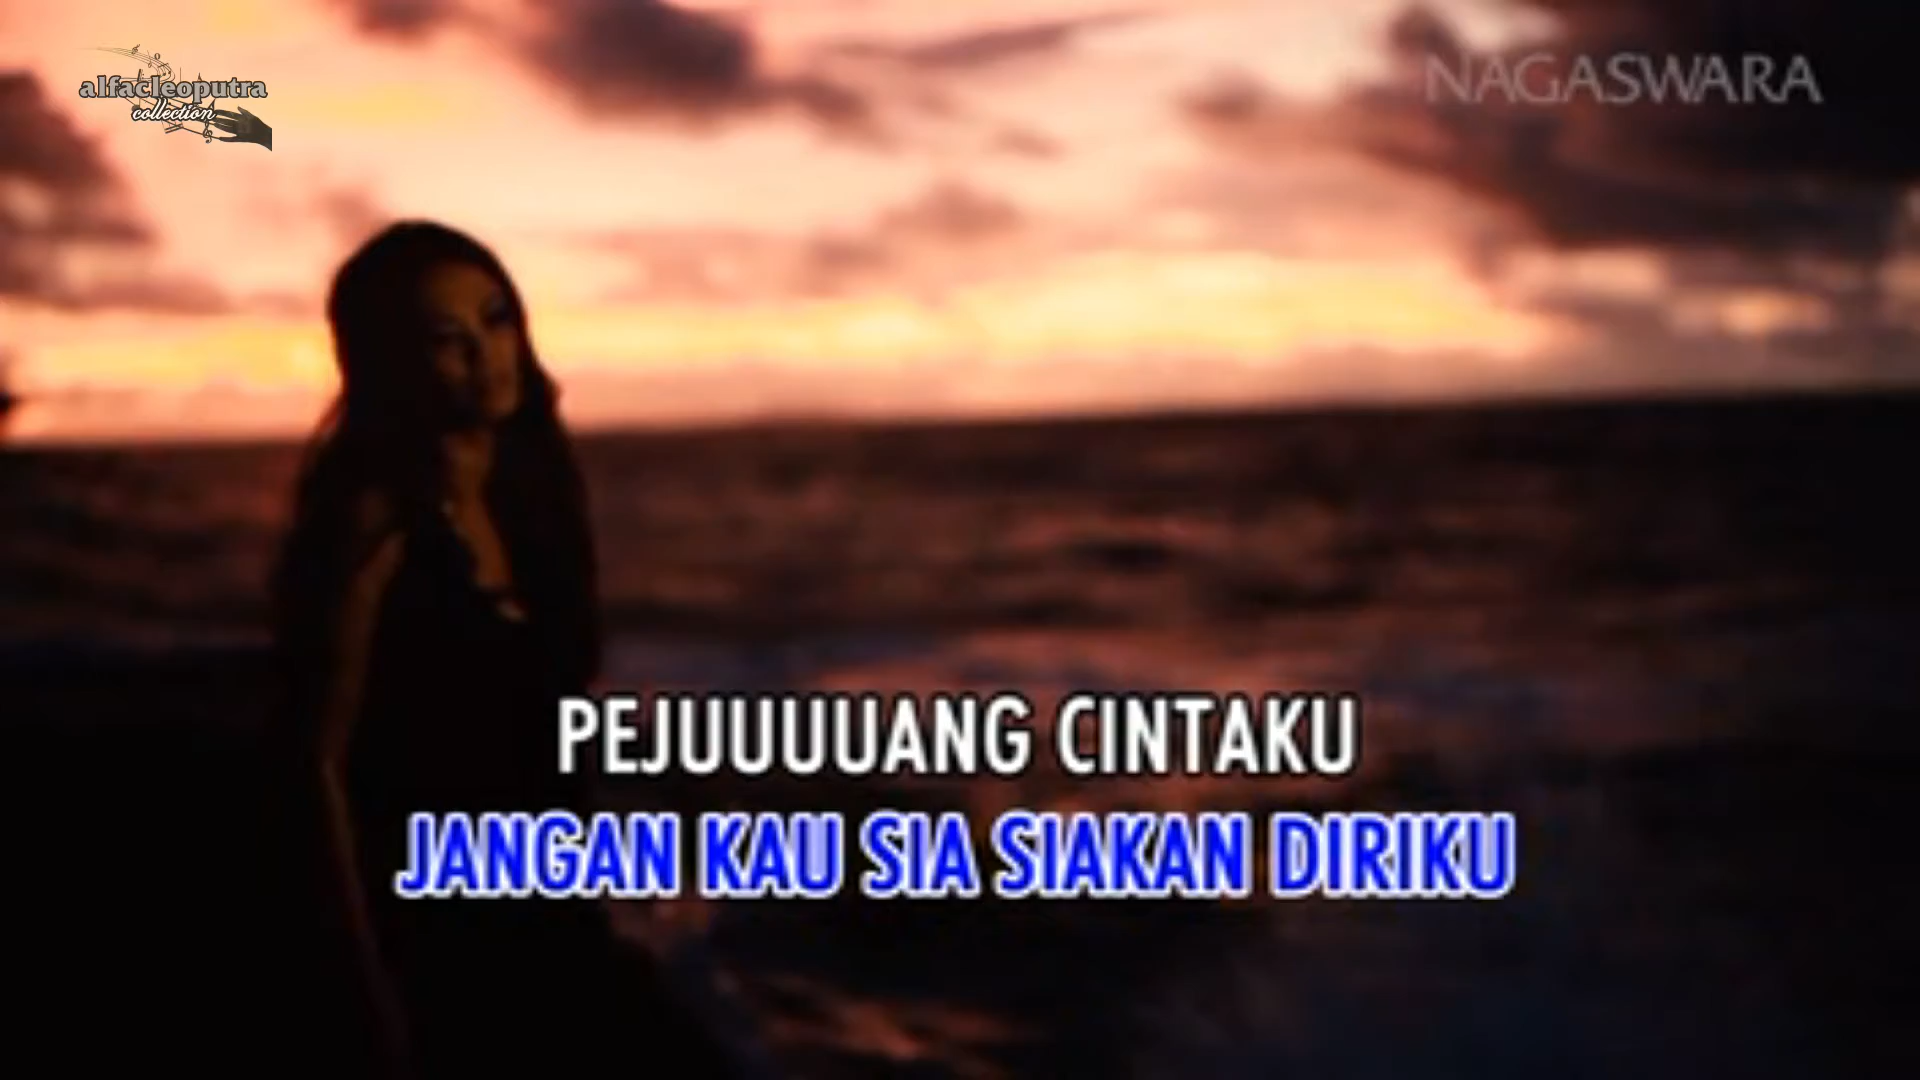 alfacleoputra
collection
NAGASWARA
PEJUUUUANG CINTAKU
JANGAN KAU SIA SIAKAN DIRIKU